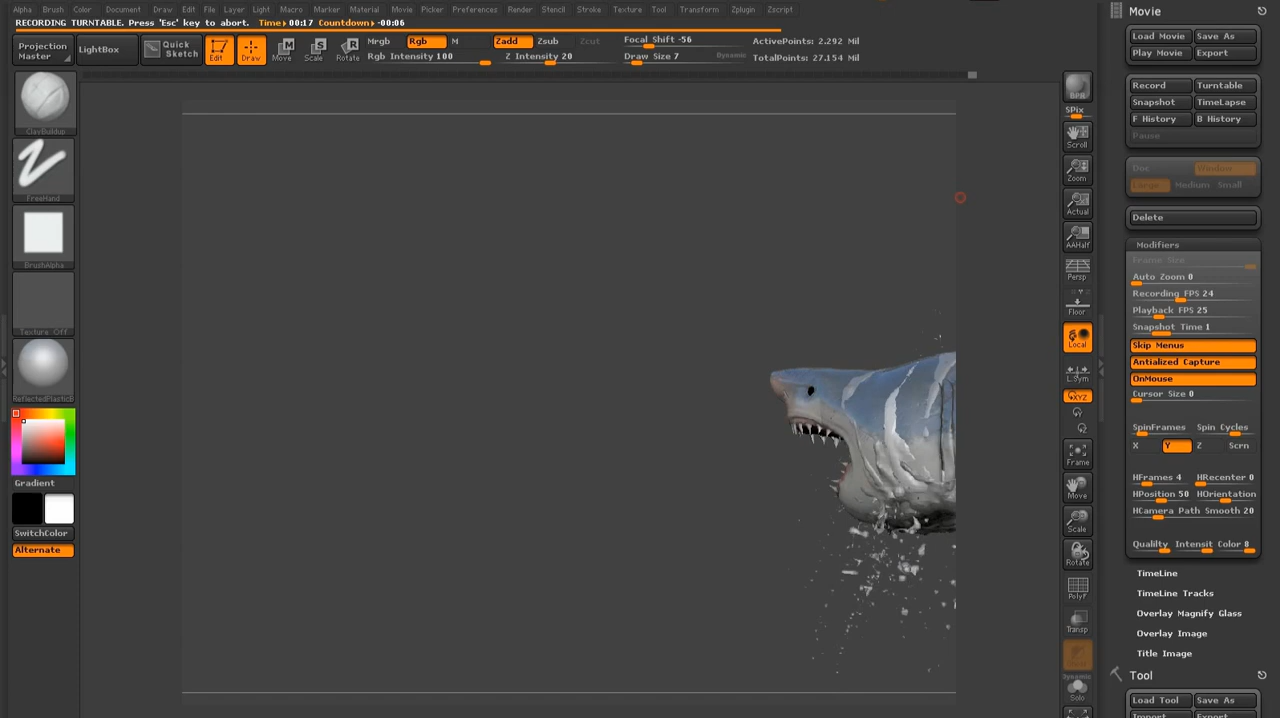 Alpha Brush Color Document Draw Edit File Layer Light Macro Marker Material Movie Picker Preferences Render Stencil Stroke Texture Tool Transform Zplugin Zscript
RECORDING TURNTABLE. Press 'Esc' key to abort. Time 00:17 Countdown -00:06
Projection Master
LightBox
Quick Sketch
Edit
Draw
Move
Scale
Rotate
Mrgb Rgb M
Rgb Intensity 100
Zadd Zsub Zcut
Z Intensity 20
Focal Shift -56
Draw Size 7 Dynamic
ActivePoints: 2.292 Mil
TotalPoints: 27.154 Mil
ClayBuildup
FreeHand
BrushAlpha
Texture Off
ReflectedPlastic
Gradient
SwitchColor
Alternate
BPR
SPix
Scroll
Zoom
Actual
AAHalf
Persp
Floor
Local
L.Sym
XYZ
Frame
Move
Scale
Rotate
PolyF
Transp
Dynamic
Solo
Movie
Load Movie Save As
Play Movie Export
Record Turntable
Snapshot TimeLapse
F History B History
Pause
Doc Window
Large Medium Small
Delete
Modifiers
Frame Size
Auto Zoom 0
Recording FPS 24
Playback FPS 25
Snapshot Time 1
Skip Menus
Antialized Capture
OnMouse
Cursor Size 0
SpinFrames Spin Cycles
X Y Z Scrn
HFrames 4 HRecenter 0
HPosition 50 HOrientation
HCamera Path Smooth 20
Qualilty Intensit Color 8
TimeLine
TimeLine Tracks
Overlay Magnify Glass
Overlay Image
Title Image
Tool
Load Tool Save As
Import Export